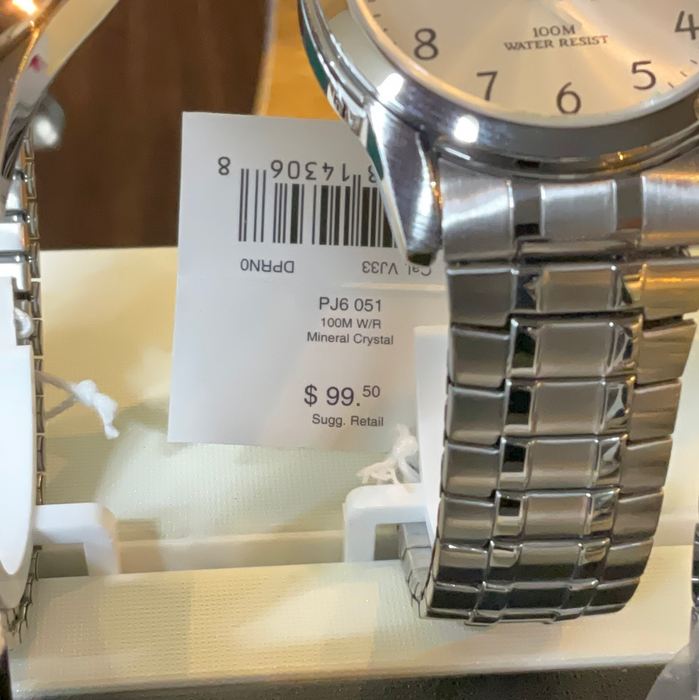 8
4
7
5
6
100M
WATER RESIST
8 14306
DPRN0
Cal. VJ33
PJ6 051
100M W/R
Mineral Crystal
$ 99.50
Sugg. Retail